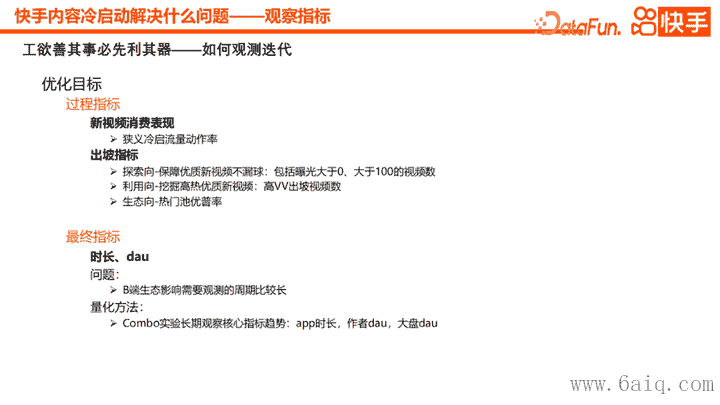 快手内容冷启动解决什么问题——观察指标
DataFun.
快手
工欲善其事必先利其器——如何观测迭代
优化目标
过程指标
新视频消费表现
➢ 狭义冷启流量动作率
出坡指标
➢ 探索向-保障优质新视频不漏球：包括曝光大于0、大于100的视频数
➢ 利用向-挖掘高热优质新视频：高VV出坡视频数
➢ 生态向-热门池优普率
最终指标
时长、dau
问题：
➢ B端生态影响需要观测的周期比较长
量化方法：
➢ Combo实验长期观察核心指标趋势：app时长，作者dau，大盘dau
www.6aiq.com